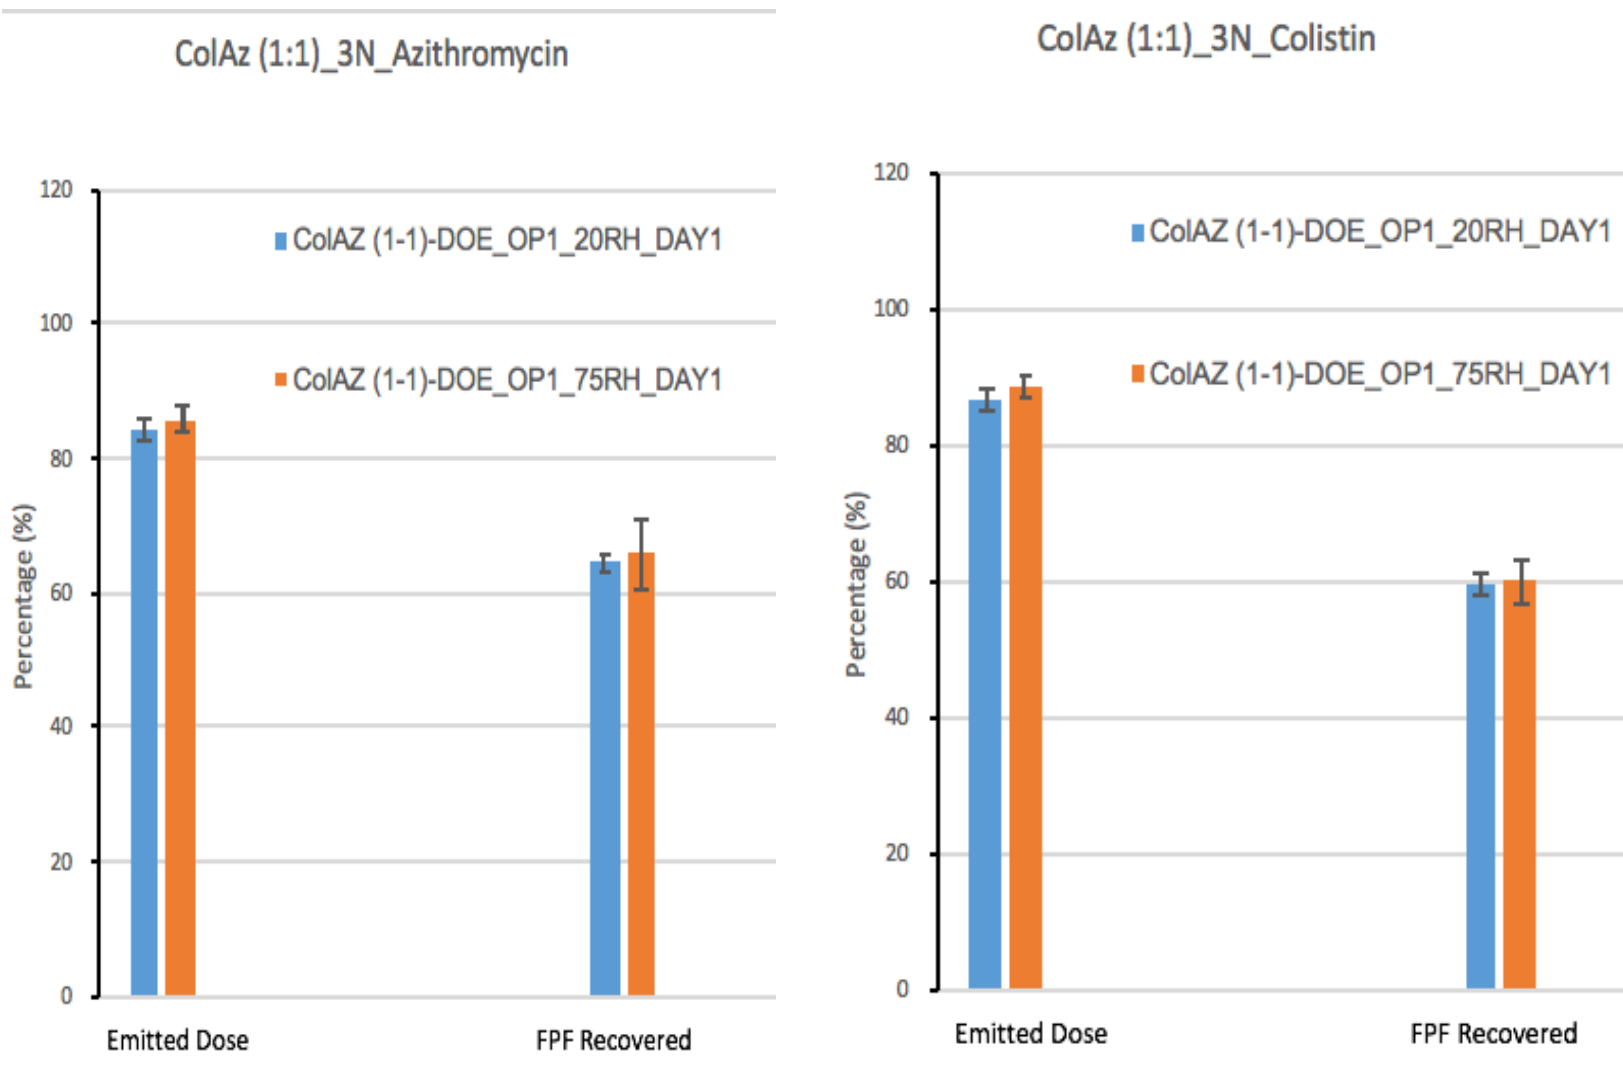 ColAz (1:1)_3N_Azithromycin
120
ColAZ (1-1)-DOE_OP1_20RH_DAY1
100
ColAZ (1-1)-DOE_OP1_75RH_DAY1
80
Percentage (%)
60
40
20
0
Emitted Dose
FPF Recovered
ColAz (1:1)_3N_Colistin
120
ColAZ (1-1)-DOE_OP1_20RH_DAY1
100
ColAZ (1-1)-DOE_OP1_75RH_DAY1
80
Percentage (%)
60
40
20
0
Emitted Dose
FPF Recovered